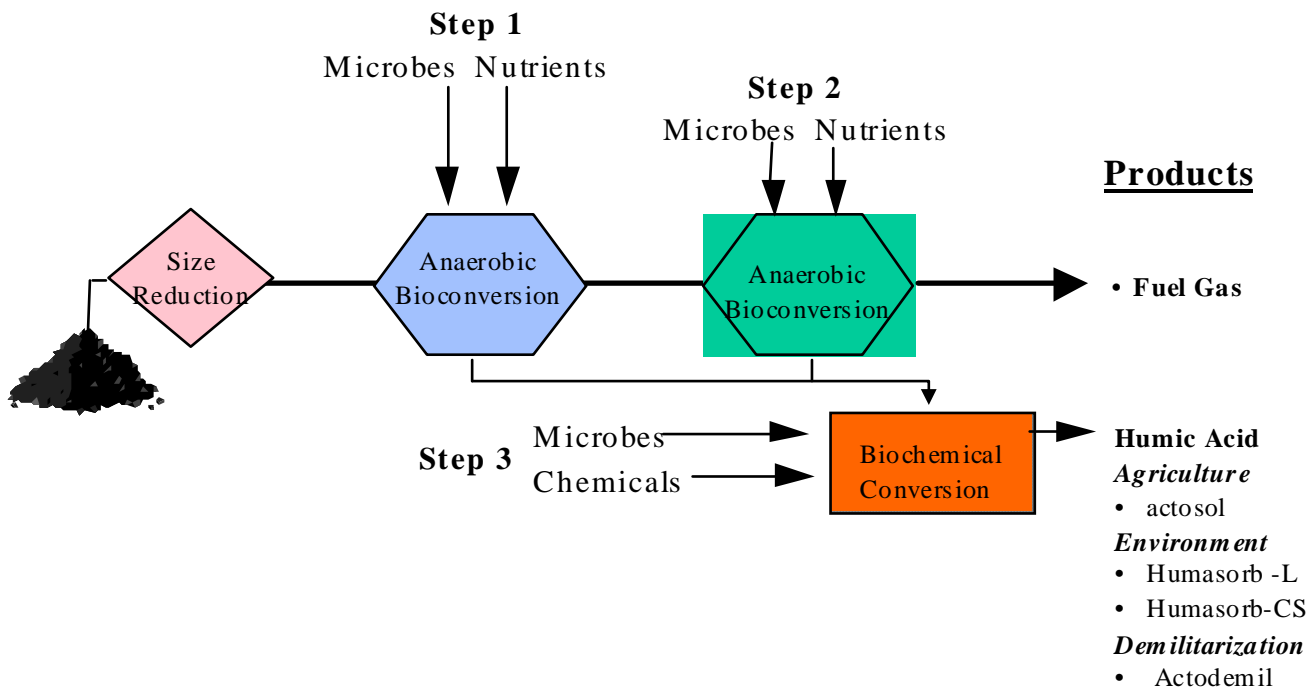 Step 1
Microbes Nutrients
Step 2
Microbes Nutrients
Products
Size
Reduction
Anaerobic
Bioconversion
Anaerobic
Bioconversion
• Fuel Gas
Step 3
Microbes
Chemicals
Biochemical
Conversion
Humic Acid
Agriculture
• actosol
Environment
• Humasorb -L
• Humasorb-CS
Demilitarization
• Actodemil